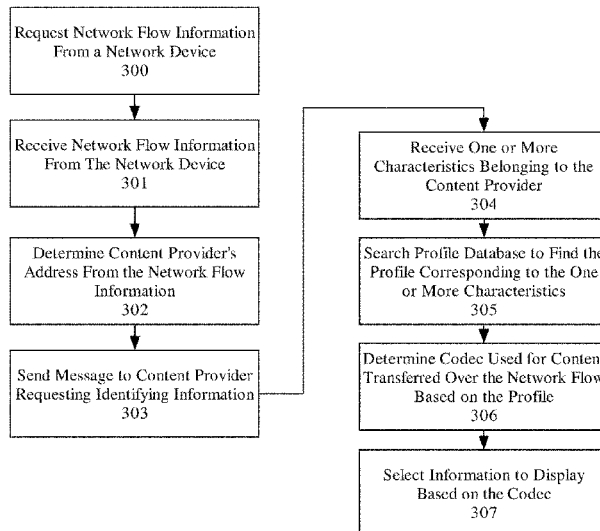 Request Network Flow Information
From a Network Device
300
Receive Network Flow Information
From The Network Device
301
Determine Content Provider's
Address From the Network Flow
Information
302
Send Message to Content Provider
Requesting Identifying Information
303
Receive One or More
Characteristics Belonging to the
Content Provider
304
Search Profile Database to Find the
Profile Corresponding to the One
or More Characteristics
305
Determine Codec Used for Content
Transferred Over the Network Flow
Based on the Profile
306
Select Information to Display
Based on the Codec
307